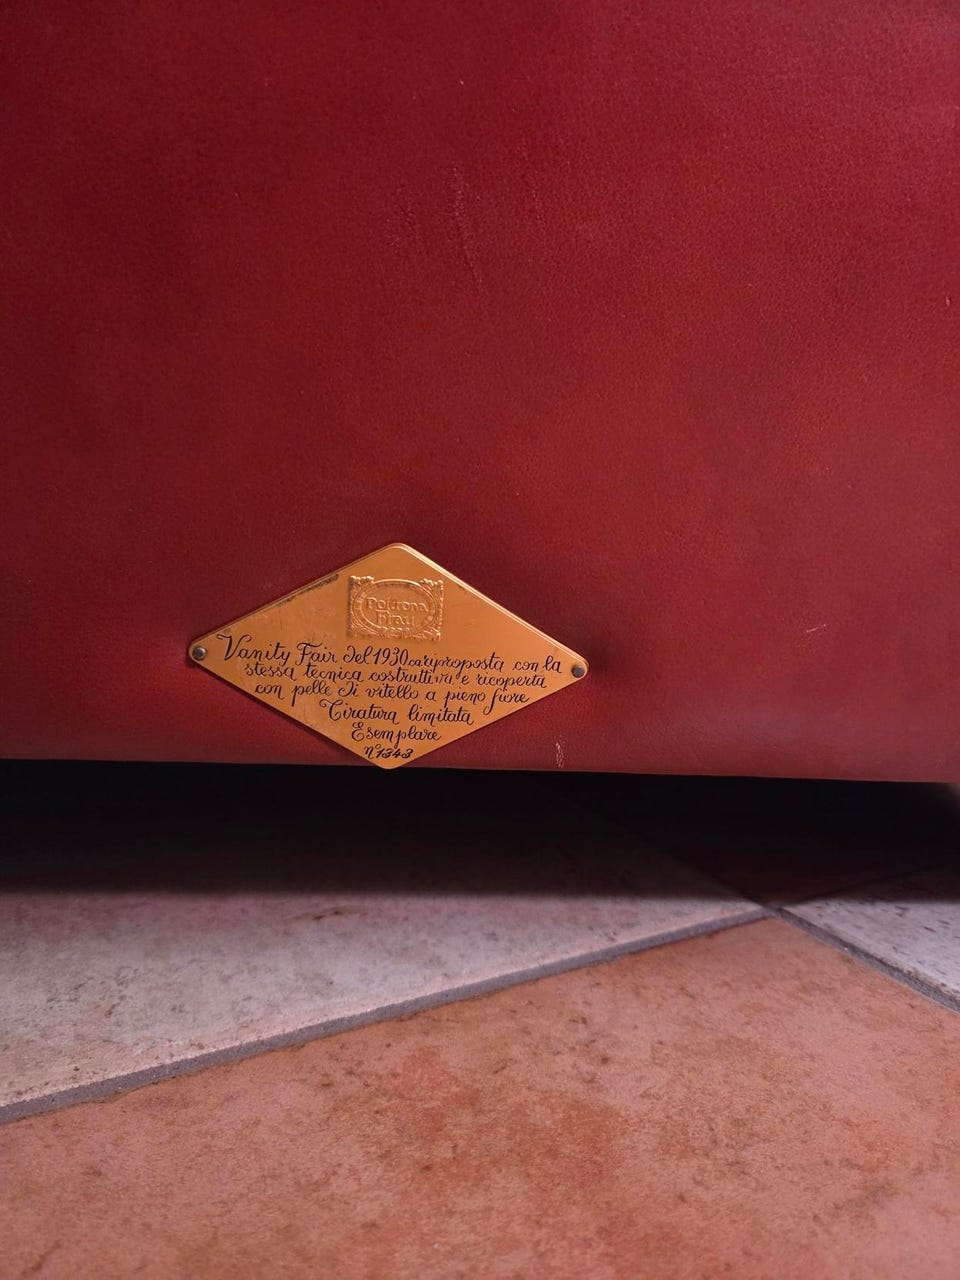 Poltrona
Frau
Vanity Fair del 1930 ca riproposta con la
stessa tecnica costruttiva e ricoperta
con pelle di vitello a pieno fiore
Tiratura limitata
Esemplare
n°1343